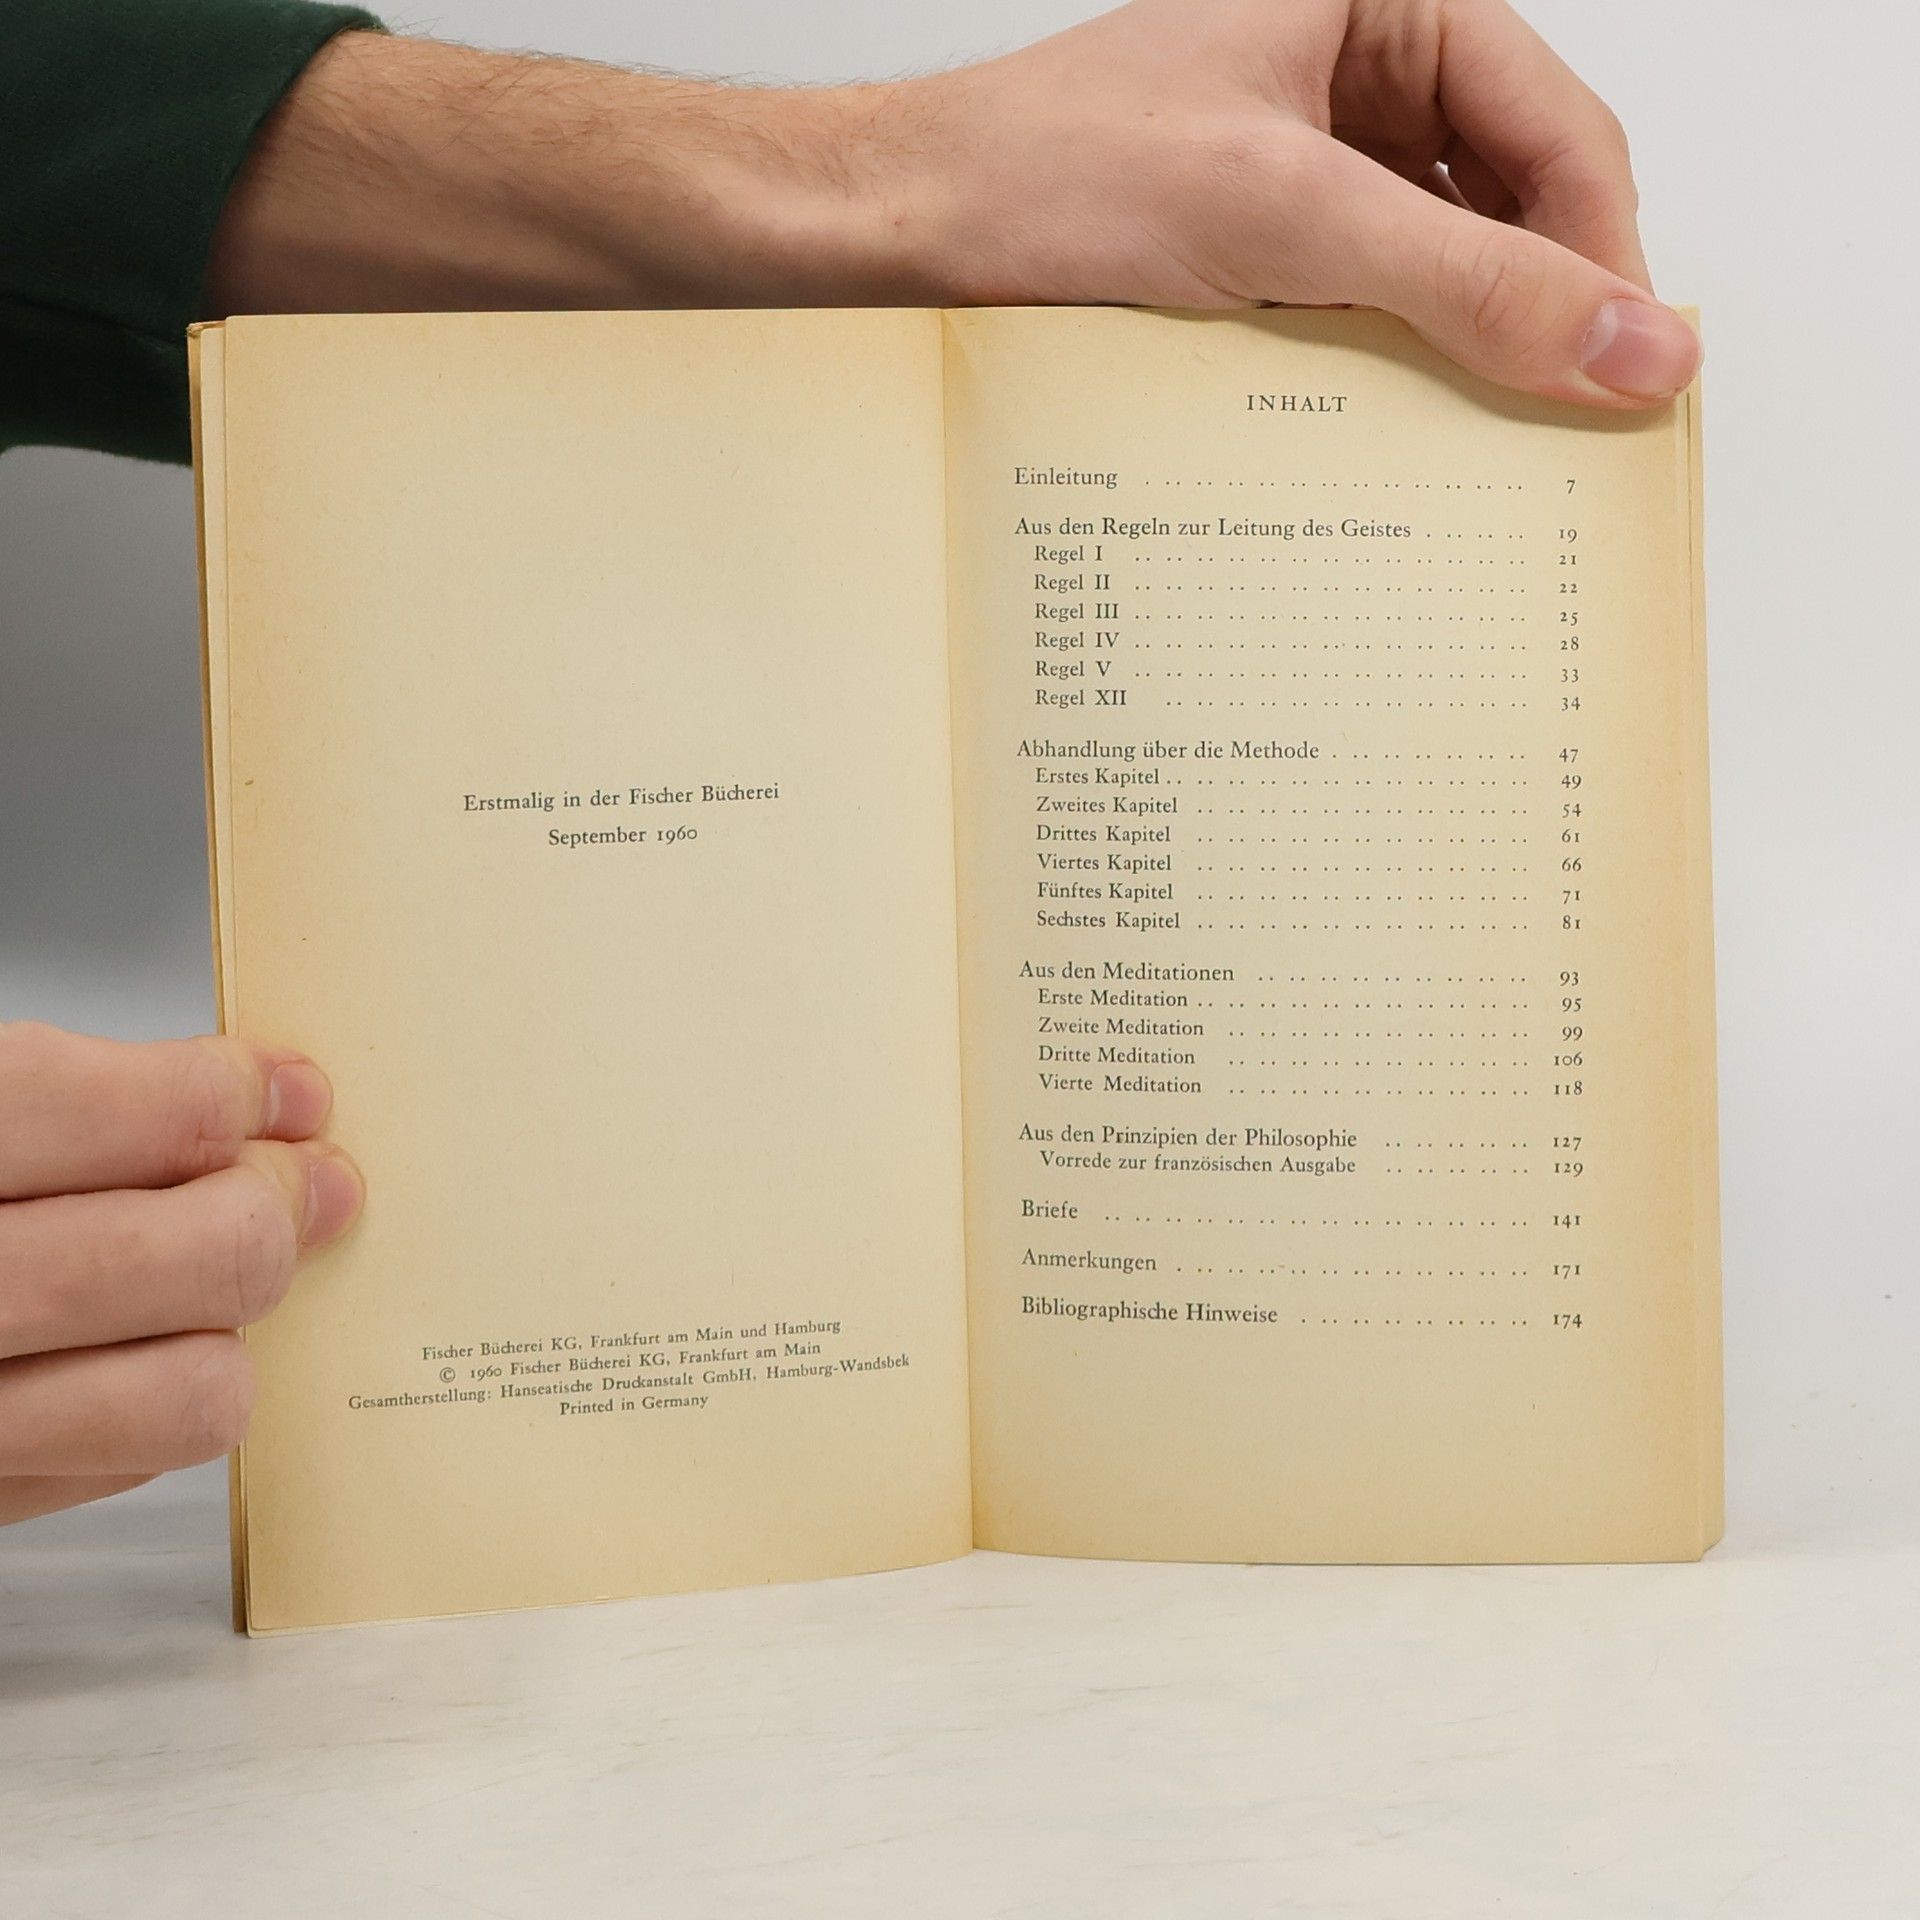 Erstmalig in der Fischer Bücherei
September 1960
Fischer Bücherei KG, Frankfurt am Main und Hamburg
© 1960 Fischer Bücherei KG, Frankfurt am Main
Gesamtherstellung: Hanseatische Druckanstalt GmbH, Hamburg-Wandsbek
Printed in Germany
INHALT
Einleitung . .. .. .. .. .. .. .. .. .. .. .. .. 7
Aus den Regeln zur Leitung des Geistes . .. .. .. 19
Regel I .. .. .. .. .. .. .. .. .. .. .. .. .. 21
Regel II .. .. .. .. .. .. .. .. .. .. .. .. .. 22
Regel III .. .. .. .. .. .. .. .. .. .. .. .. .. 25
Regel IV .. .. .. .. .. .. .. .. .. .. .. .. .. 28
Regel V .. .. .. .. .. .. .. .. .. .. .. .. .. 33
Regel XII .. .. .. .. .. .. .. .. .. .. .. .. 34
Abhandlung über die Methode . .. .. .. .. .. .. 47
Erstes Kapitel .. .. .. .. .. .. .. .. .. .. .. .. 49
Zweites Kapitel .. .. .. .. .. .. .. .. .. .. .. 54
Drittes Kapitel .. .. .. .. .. .. .. .. .. .. .. 61
Viertes Kapitel .. .. .. .. .. .. .. .. .. .. .. 66
Fünftes Kapitel .. .. .. .. .. .. .. .. .. .. .. 71
Sechstes Kapitel .. .. .. .. .. .. .. .. .. .. .. 81
Aus den Meditationen .. .. .. .. .. .. .. .. .. 93
Erste Meditation .. .. .. .. .. .. .. .. .. .. .. 95
Zweite Meditation .. .. .. .. .. .. .. .. .. .. 99
Dritte Meditation .. .. .. .. .. .. .. .. .. .. 106
Vierte Meditation .. .. .. .. .. .. .. .. .. .. 118
Aus den Prinzipien der Philosophie .. .. .. .. .. 127
Vorrede zur französischen Ausgabe .. .. .. .. .. 129
Briefe .. .. .. .. .. .. .. .. .. .. .. .. .. .. 141
Anmerkungen . .. .. .. .. .. .. .. .. .. .. .. 171
Bibliographische Hinweise . .. .. .. .. .. .. .. 174